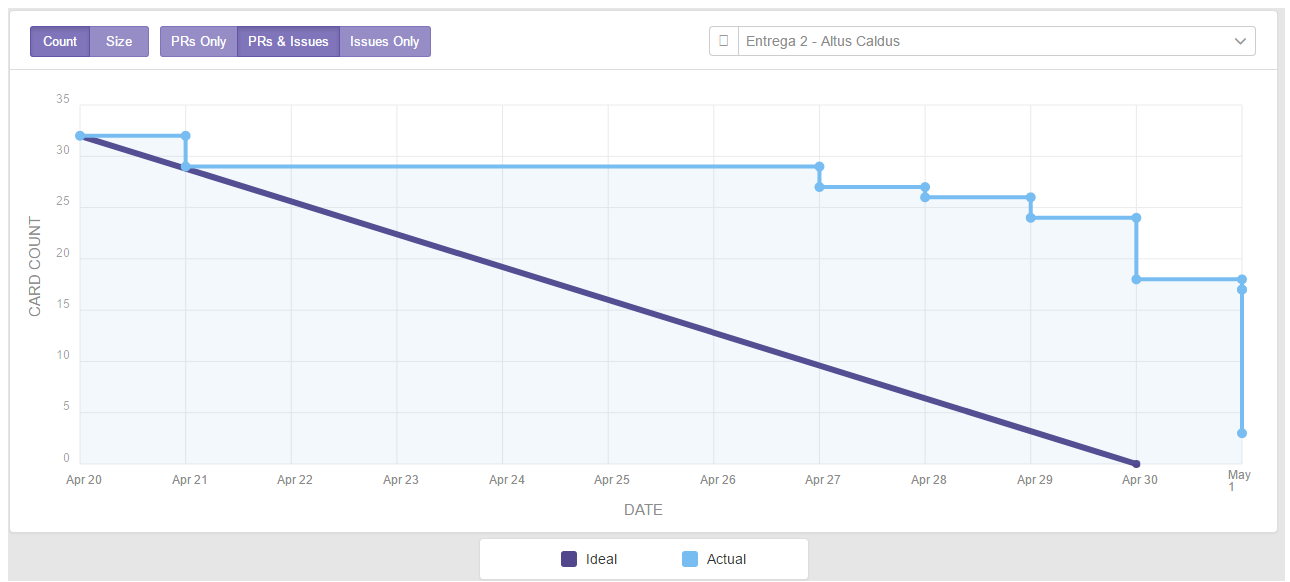 Count Size PRs Only PRs & Issues Issues Only Entrega 2 - Altus Caldus
35
30
25
20
15
10
5
0
CARD COUNT
Apr 20 Apr 21 Apr 22 Apr 23 Apr 24 Apr 25 Apr 26 Apr 27 Apr 28 Apr 29 Apr 30 May
1
DATE
Ideal Actual